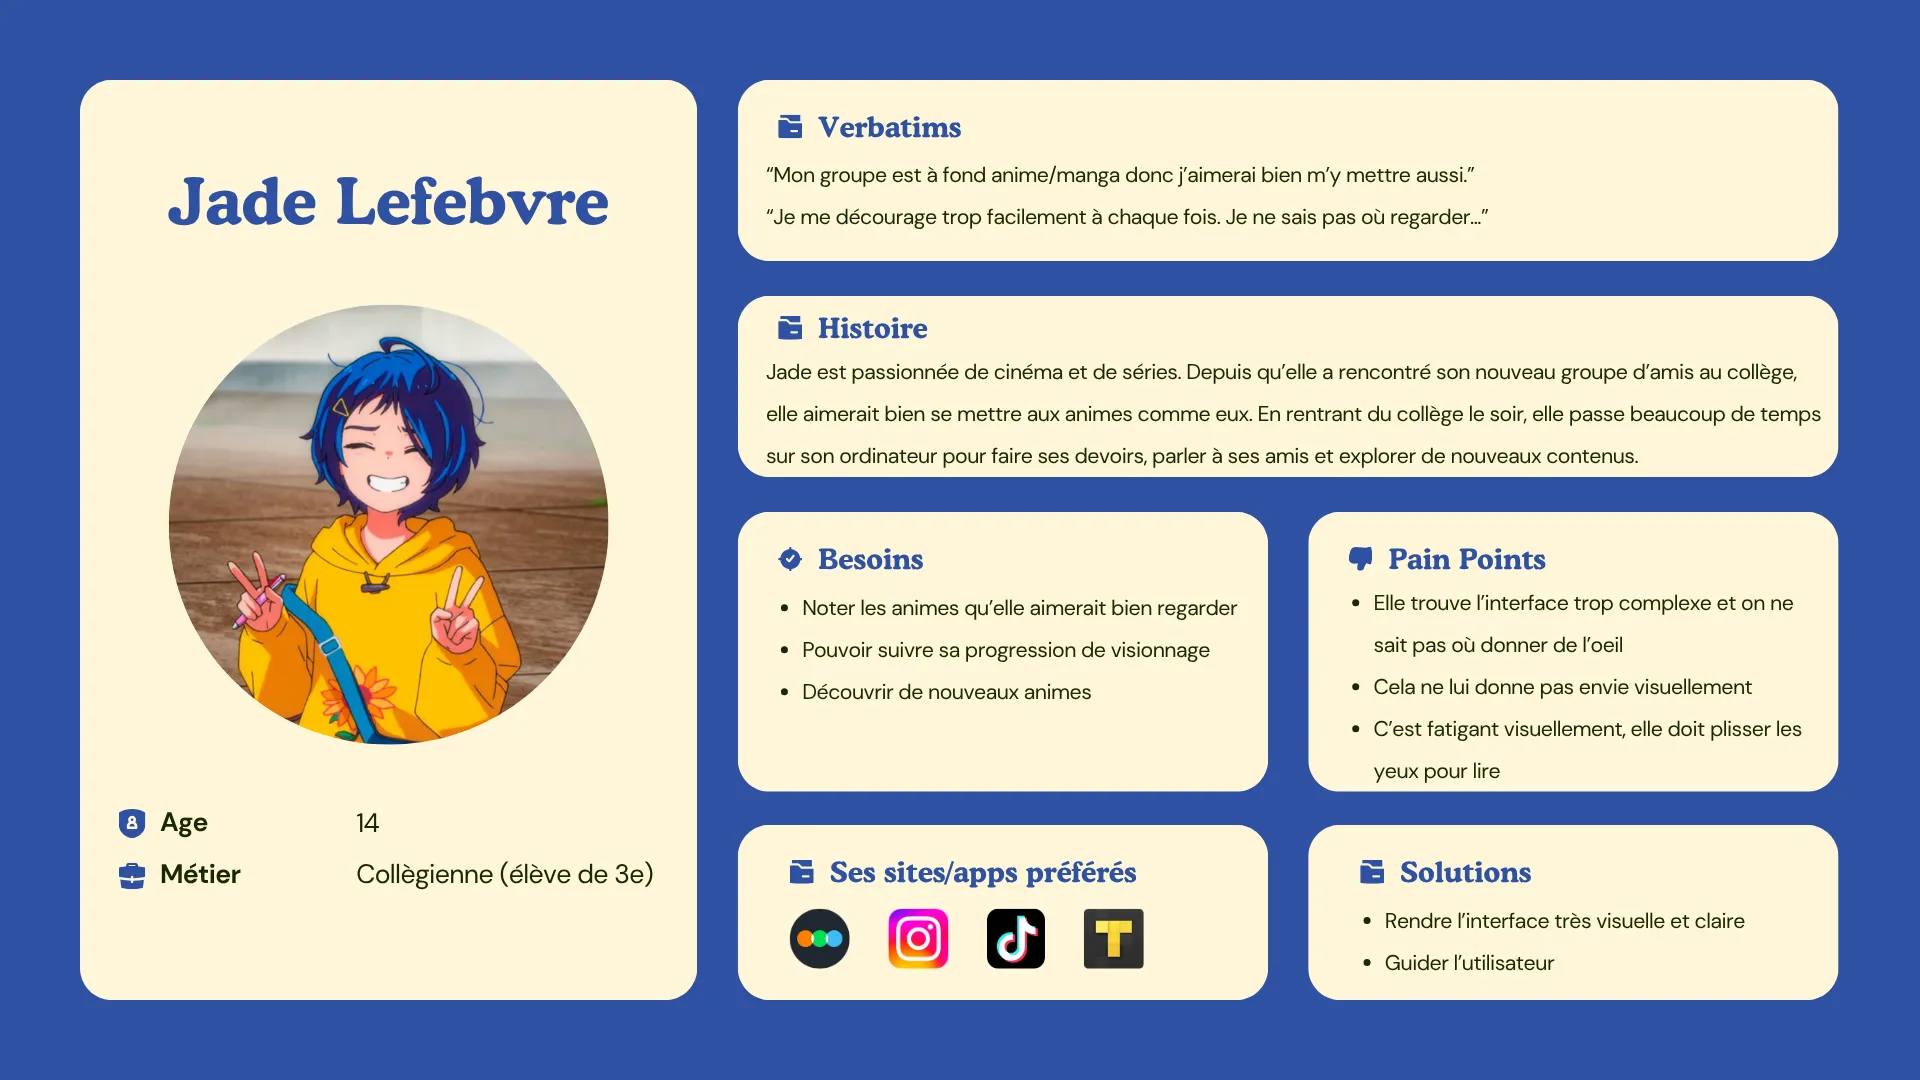 Jade Lefebvre
Age 14
Métier Collègienne (élève de 3e)
Verbatims
“Mon groupe est à fond anime/manga donc j’aimerai bien m’y mettre aussi.”
“Je me décourage trop facilement à chaque fois. Je ne sais pas où regarder...”
Histoire
Jade est passionnée de cinéma et de séries. Depuis qu’elle a rencontré son nouveau groupe d’amis au collège,
elle aimerait bien se mettre aux animes comme eux. En rentrant du collège le soir, elle passe beaucoup de temps
sur son ordinateur pour faire ses devoirs, parler à ses amis et explorer de nouveaux contenus.
Besoins
• Noter les animes qu’elle aimerait bien regarder
• Pouvoir suivre sa progression de visionnage
• Découvrir de nouveaux animes
Pain Points
• Elle trouve l’interface trop complexe et on ne
sait pas où donner de l’oeil
• Cela ne lui donne pas envie visuellement
• C’est fatigant visuellement, elle doit plisser les
yeux pour lire
Ses sites/apps préférés
T
Solutions
• Rendre l’interface très visuelle et claire
• Guider l’utilisateur